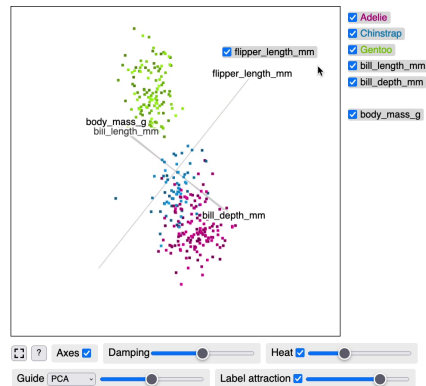 Adelie
Chinstrap
Gentoo
flipper_length_mm
bill_length_mm
flipper_length_mm
bill_depth_mm
body_mass_g
body_mass_g
bill_length_mm
bill_depth_mm
?
Axes
Damping
Heat
Guide
PCA
Label attraction